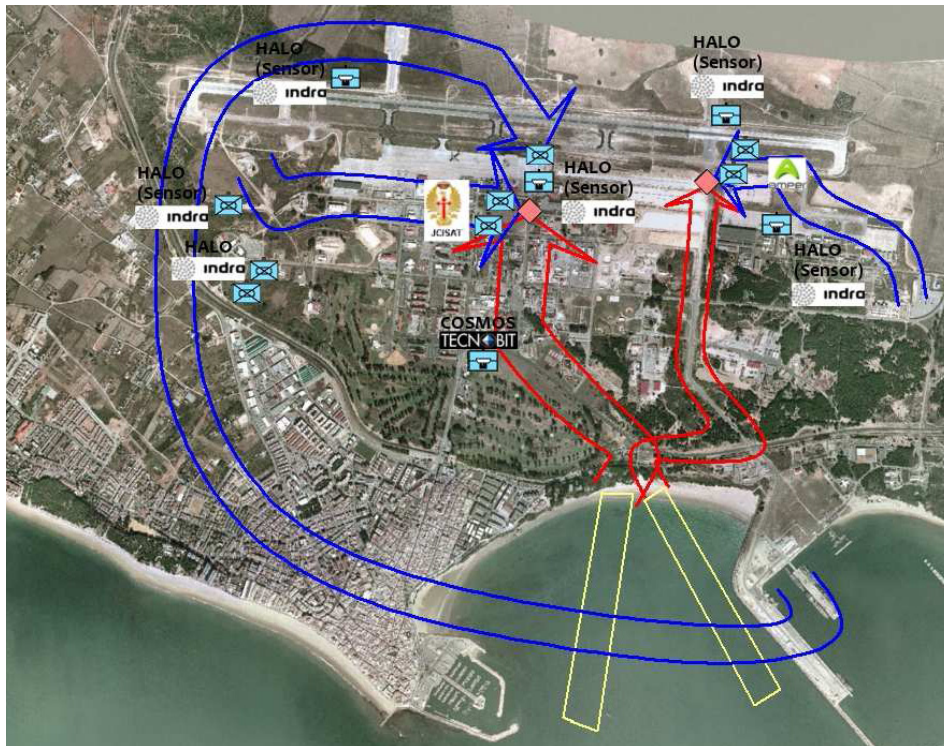 HALO
(Sensor)
indra
HALO
(Sensor)
indra
HALO
(Sensor)
indra
HALO
(Sensor)
indra
JCISAT
HALO
indra
HALO
(Sensor)
indra
COSMOS
TECNOBIT